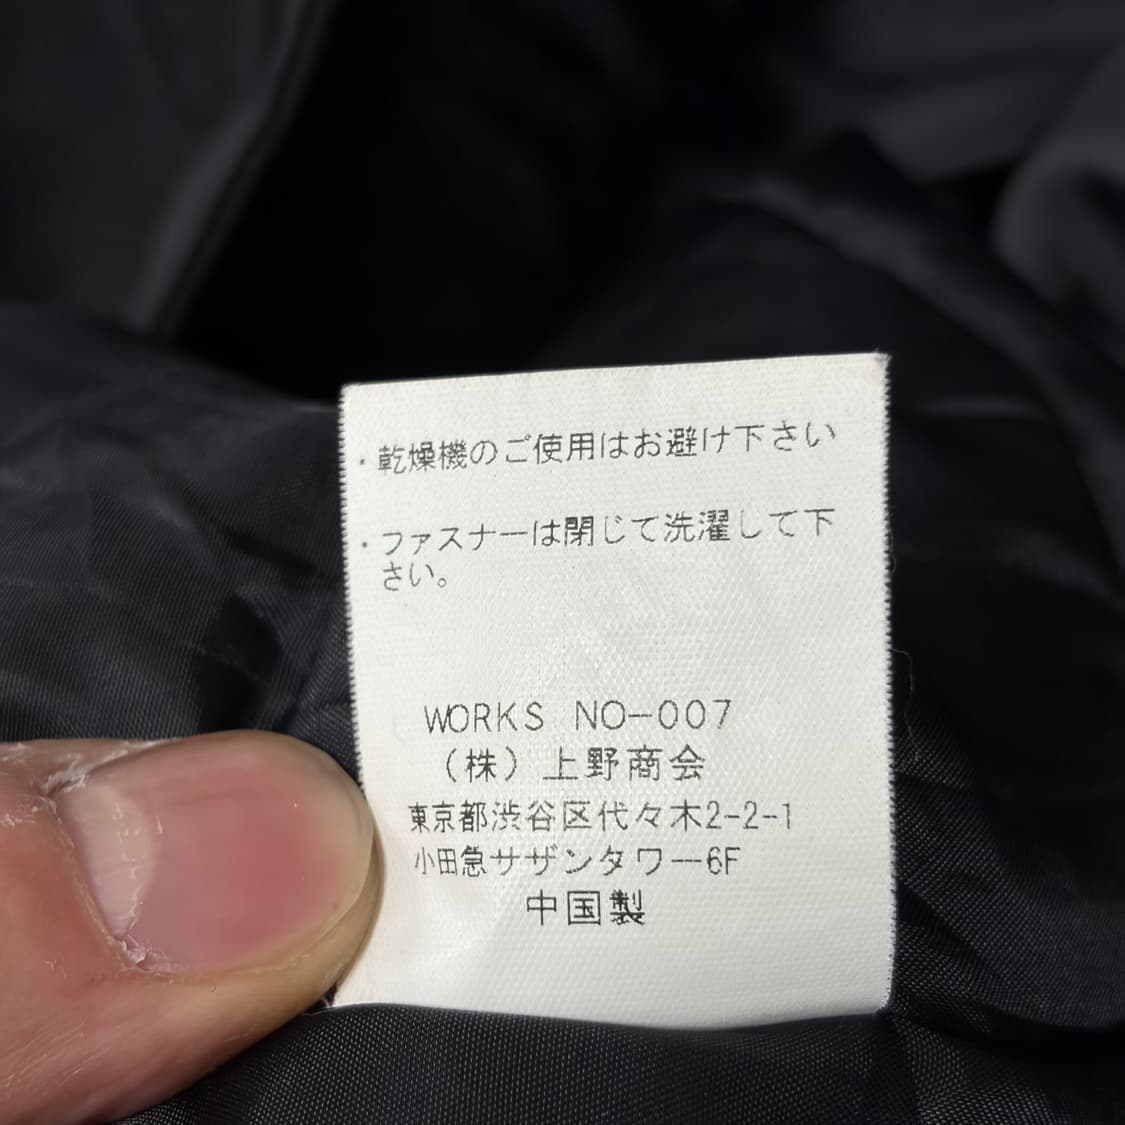 ・乾燥機のご使用はお避け下さい
・ファスナーは閉じて洗濯して下
さい。
WORKS NO-007
(株)上野商会
東京都渋谷区代々木2-2-1
小田急サザンタワー6F
中国製